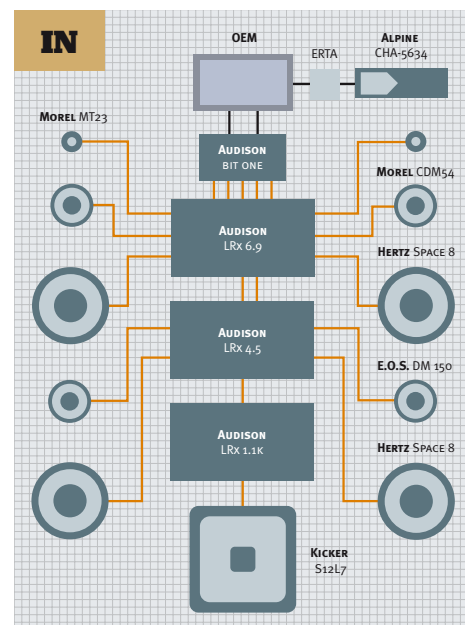 IN
OEM
ERTA
ALPINE
CHA-5634
MOREL MT23
AUDISON
BIT ONE
MOREL CDM54
AUDISON
LRx 6.9
HERTZ SPACE 8
AUDISON
LRx 4.5
E.O.S. DM 150
AUDISON
LRx 1.1K
HERTZ SPACE 8
KICKER
S12L7